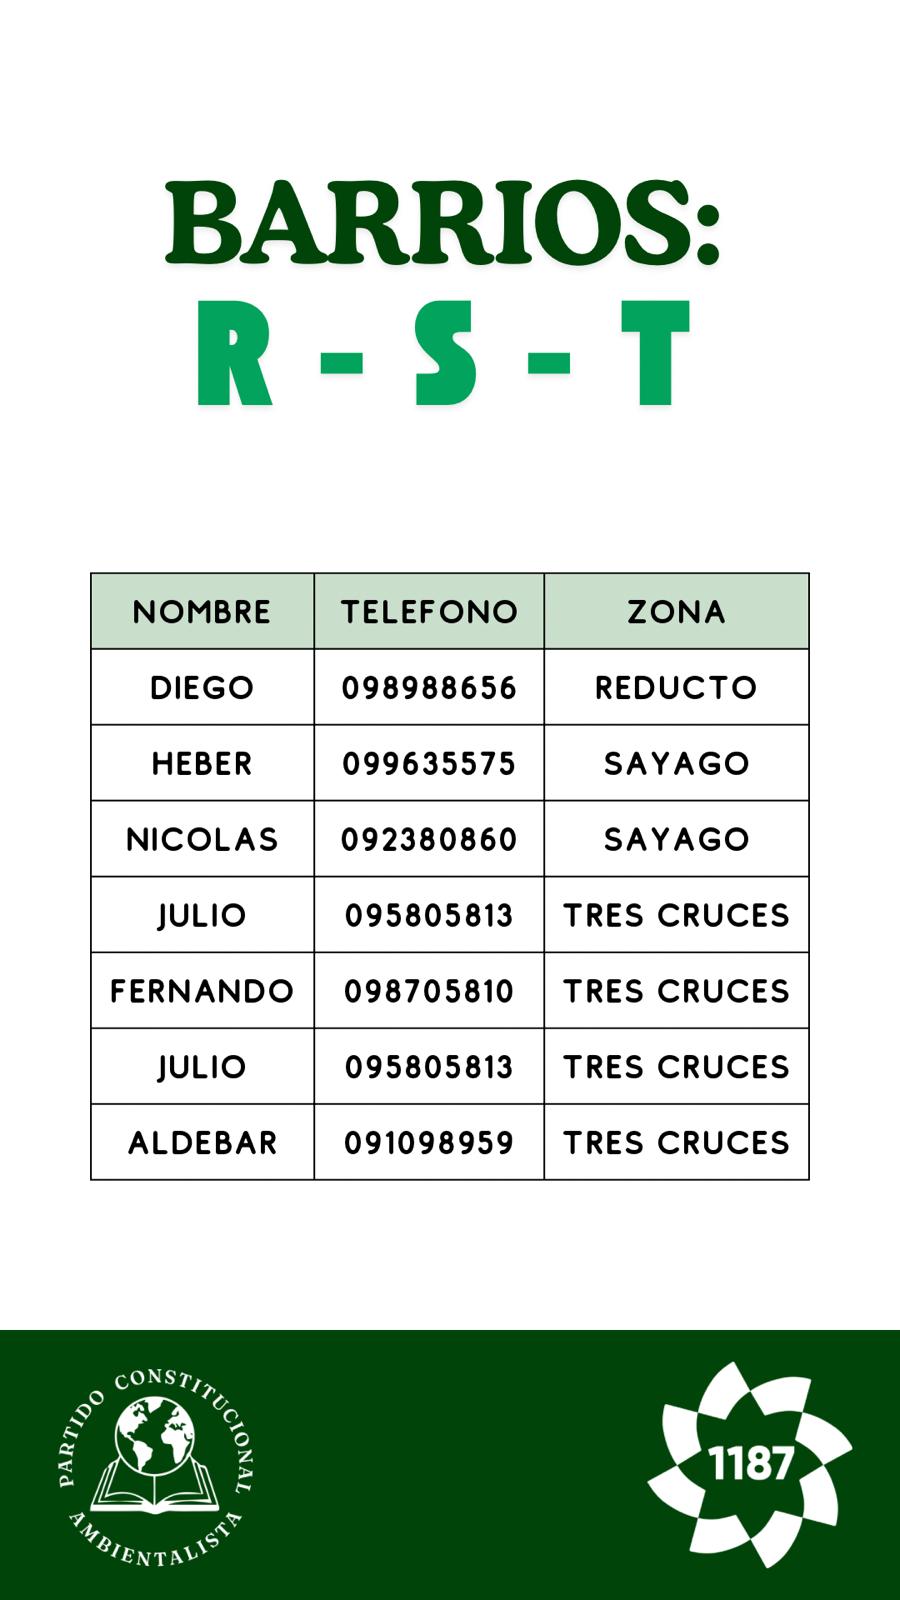 BARRIOS:
R - S - T
NOMBRE TELEFONO ZONA
DIEGO 098988656 REDUCTO
HEBER 099635575 SAYAGO
NICOLAS 092380860 SAYAGO
JULIO 095805813 TRES CRUCES
FERNANDO 098705810 TRES CRUCES
JULIO 095805813 TRES CRUCES
ALDEBAR 091098959 TRES CRUCES
PARTIDO CONSTITUCIONAL
AMBIENTALISTA
1187